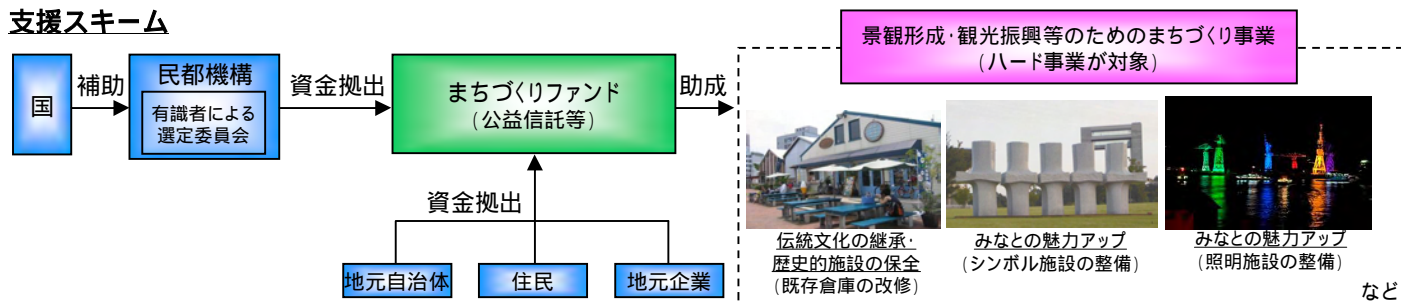 支援スキーム
国
補助
民都機構
有識者による
選定委員会
資金拠出
まちづくりファンド
(公益信託等)
助成
資金拠出
地元自治体
住民
地元企業
景観形成・観光振興等のためのまちづくり事業
(ハード事業が対象)
伝統文化の継承・
歴史的施設の保全
(既存倉庫の改修)
みなとの魅力アップ
(シンボル施設の整備)
みなとの魅力アップ
(照明施設の整備)
など